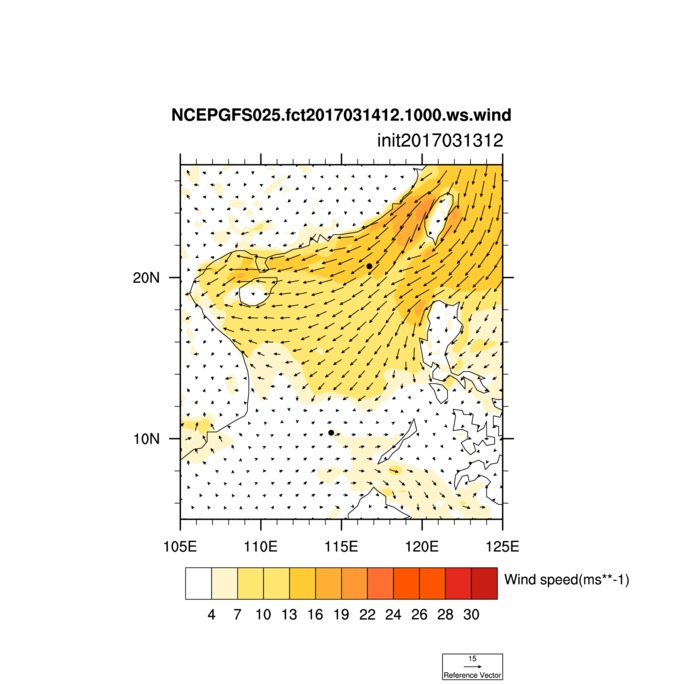 NCEPGFS025.fct2017031412.1000.ws.wind
init2017031312
20N
10N
105E 110E 115E 120E 125E
Wind speed(ms**-1)
4 7 10 13 16 19 22 24 26 28 30
15
Reference Vector